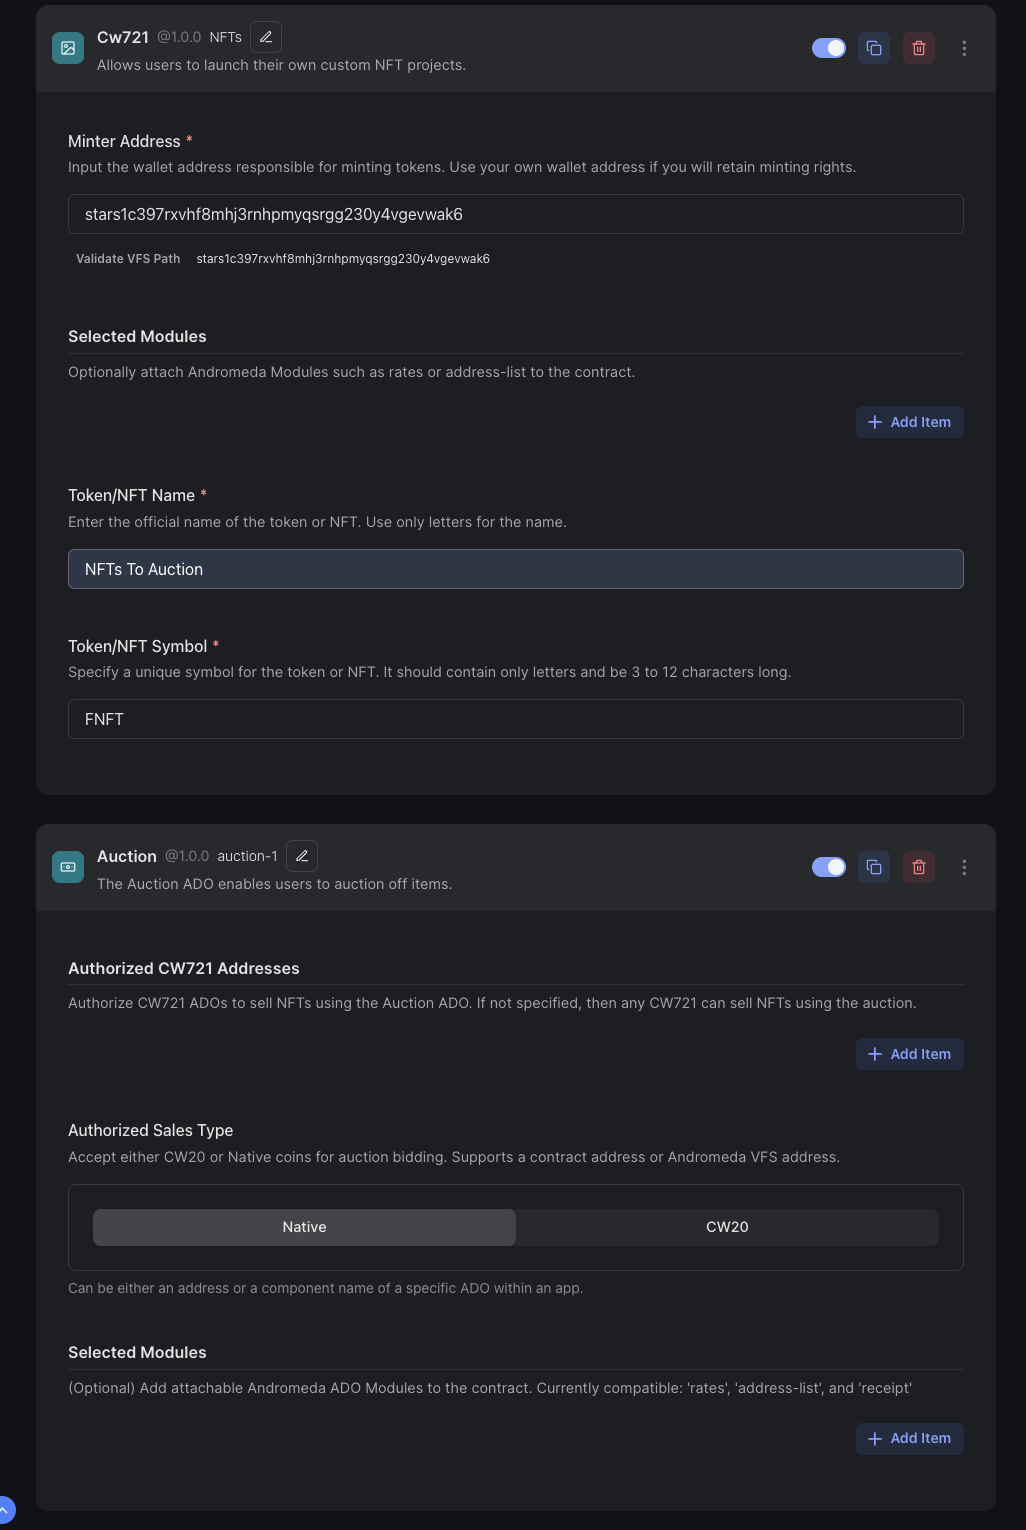 Cw721 @1.0.0 NFTs
Allows users to launch their own custom NFT projects.
Minter Address *
Input the wallet address responsible for minting tokens. Use your own wallet address if you will retain minting rights.
stars1c397rxvhf8mhj3rnhpmyqsrgg230y4vgevwak6
Validate VFS Path stars1c397rxvhf8mhj3rnhpmyqsrgg230y4vgevwak6
Selected Modules
Optionally attach Andromeda Modules such as rates or address-list to the contract.
Add Item
Token/NFT Name *
Enter the official name of the token or NFT. Use only letters for the name.
NFTs To Auction
Token/NFT Symbol *
Specify a unique symbol for the token or NFT. It should contain only letters and be 3 to 12 characters long.
FNFT
Auction @1.0.0 auction-1
The Auction ADO enables users to auction off items.
Authorized CW721 Addresses
Authorize CW721 ADOs to sell NFTs using the Auction ADO. If not specified, then any CW721 can sell NFTs using the auction.
Add Item
Authorized Sales Type
Accept either CW20 or Native coins for auction bidding. Supports a contract address or Andromeda VFS address.
Native CW20
Can be either an address or a component name of a specific ADO within an app.
Selected Modules
(Optional) Add attachable Andromeda ADO Modules to the contract. Currently compatible: 'rates', 'address-list', and 'receipt'
Add Item